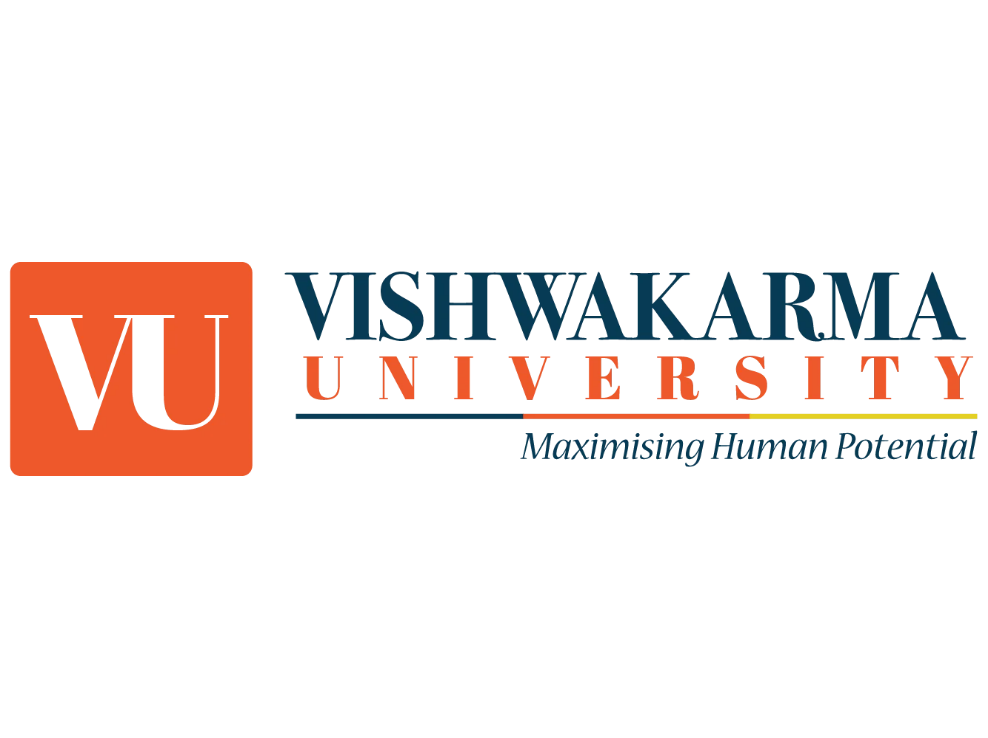 VU
VISHWAKARMA
UNIVERSITY
Maximising Human Potential